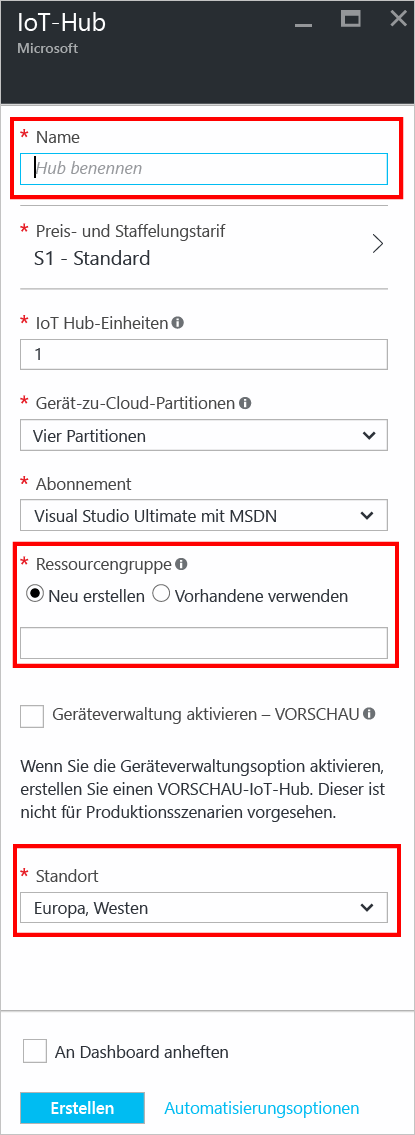 IoT-Hub
Microsoft
* Name
Hub benennen
* Preis- und Staffelungstarif
S1 - Standard
* IoT Hub-Einheiten
1
* Gerät-zu-Cloud-Partitionen
Vier Partitionen
* Abonnement
Visual Studio Ultimate mit MSDN
* Ressourcengruppe
Neu erstellen Vorhandene verwenden
Geräteverwaltung aktivieren – VORSCHAU
Wenn Sie die Geräteverwaltungsoption aktivieren,
erstellen Sie einen VORSCHAU-IoT-Hub. Dieser ist
nicht für Produktionsszenarien vorgesehen.
* Standort
Europa, Westen
An Dashboard anheften
Erstellen Automatisierungsoptionen